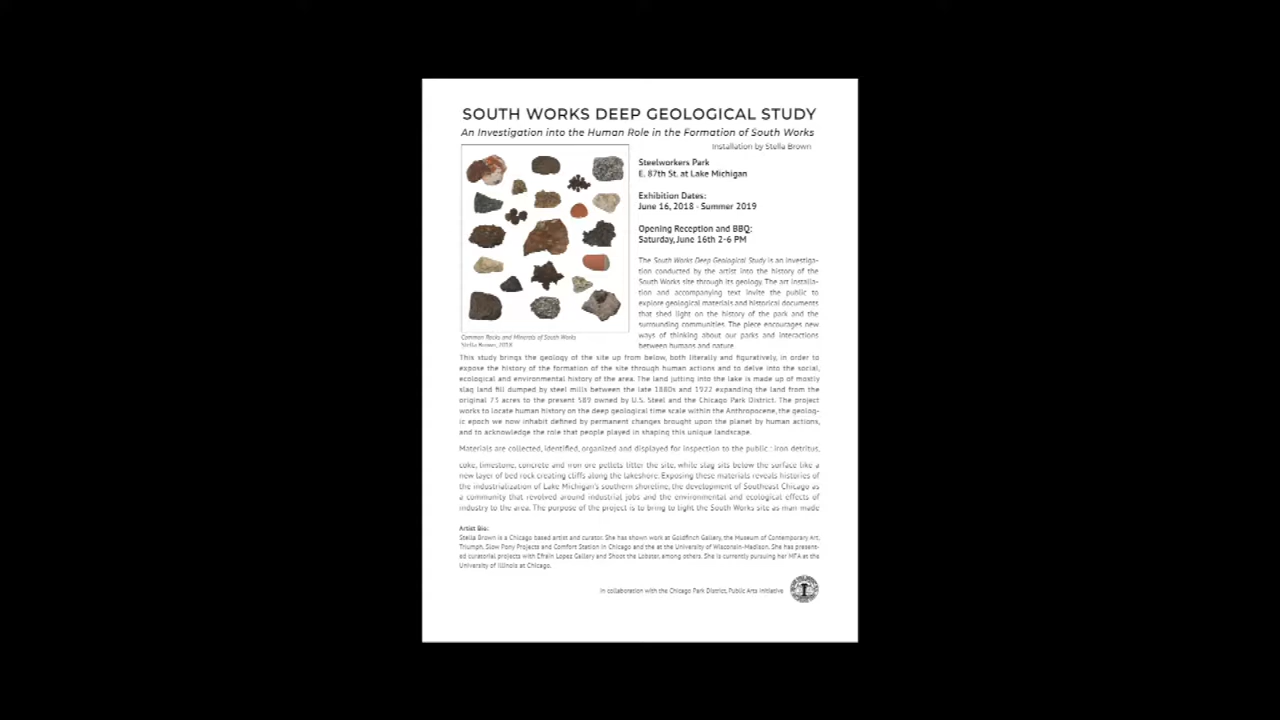 SOUTH WORKS DEEP GEOLOGICAL STUDY
An Investigation into the Human Role in the Formation of South Works
Installation by Stella Brown
Common Rocks and Minerals of South Works
Stella Brown, 2018
Steelworkers Park
E. 87th St. at Lake Michigan
Exhibition Dates:
June 16, 2018 - Summer 2019
Opening Reception and BBQ:
Saturday, June 16th 2-6 PM
The South Works Deep Geological Study is an investiga-
tion conducted by the artist into the history of the
South Works site through its geology. The art installa-
tion and accompanying text invite the public to
explore geological materials and historical documents
that shed light on the history of the park and the
surrounding communities. The piece encourages new
ways of thinking about our parks and interactions
between humans and nature.
This study brings the geology of the site up from below, both literally and figuratively, in order to
expose the history of the formation of the site through human actions and to delve into the social,
ecological and environmental history of the area. The land jutting into the lake is made up of mostly
slag land fill dumped by steel mills between the late 1880s and 1922 expanding the land from the
original 73 acres to the present 589 owned by U.S. Steel and the Chicago Park District. The project
works to locate human history on the deep geological time scale within the Anthropocene, the geolog-
ic epoch we now inhabit defined by permanent changes brought upon the planet by human actions,
and to acknowledge the role that people played in shaping this unique landscape.
Materials are collected, identified, organized and displayed for inspection to the public : iron detritus,
coke, limestone, concrete and iron ore pellets litter the site, while slag sits below the surface like a
new layer of bed rock creating cliffs along the lakeshore. Exposing these materials reveals histories of
the industrialization of Lake Michigan's southern shoreline, the development of Southeast Chicago as
a community that revolved around industrial jobs and the environmental and ecological effects of
industry to the area. The purpose of the project is to bring to light the South Works site as man made
Artist Bio:
Stella Brown is a Chicago based artist and curator. She has shown work at Goldfinch Gallery, the Museum of Contemporary Art,
Triumph, Slow Pony Projects and Comfort Station in Chicago and the at the University of Wisconsin-Madison. She has present-
ed curatorial projects with Efrain Lopez Gallery and Shoot the Lobster, among others. She is currently pursuing her MFA at the
University of Illinois at Chicago.
In collaboration with the Chicago Park District, Public Arts Initiative